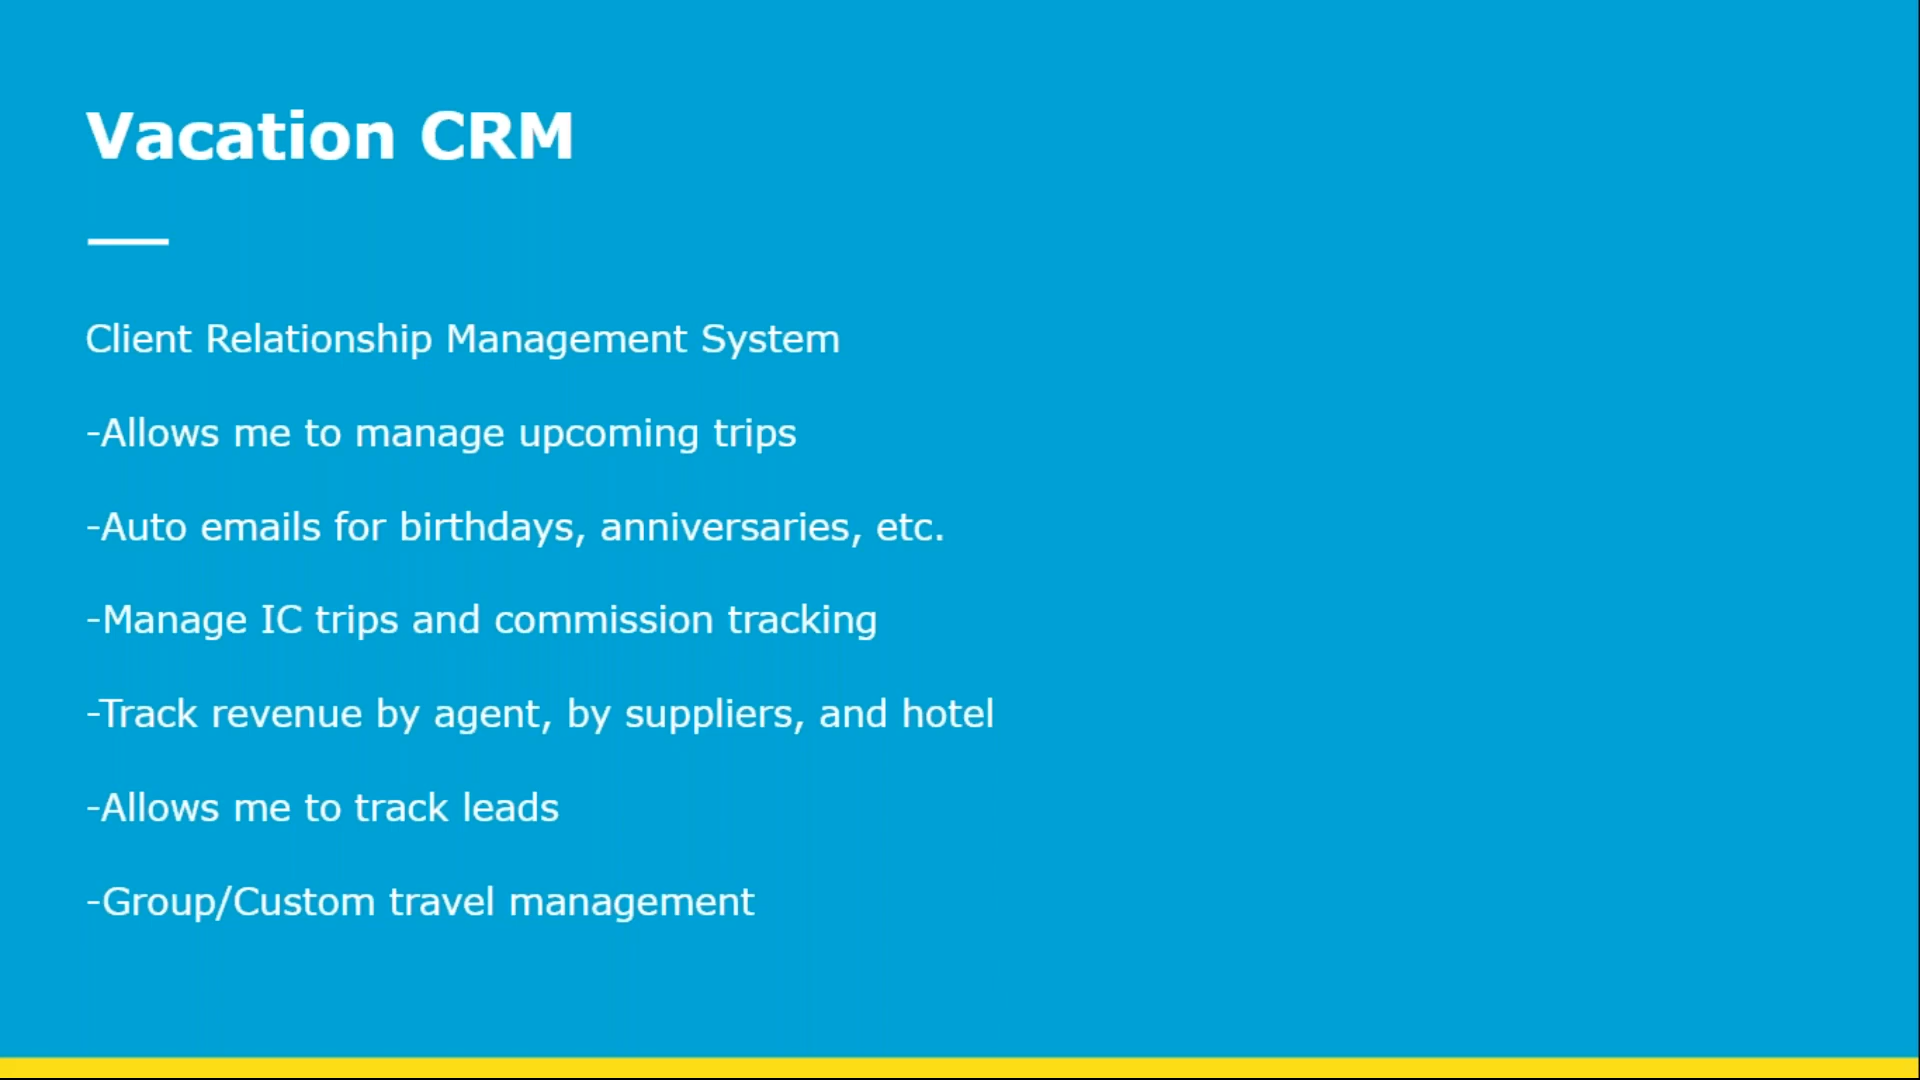 Vacation CRM
Client Relationship Management System
-Allows me to manage upcoming trips
-Auto emails for birthdays, anniversaries, etc.
-Manage IC trips and commission tracking
-Track revenue by agent, by suppliers, and hotel
-Allows me to track leads
-Group/Custom travel management